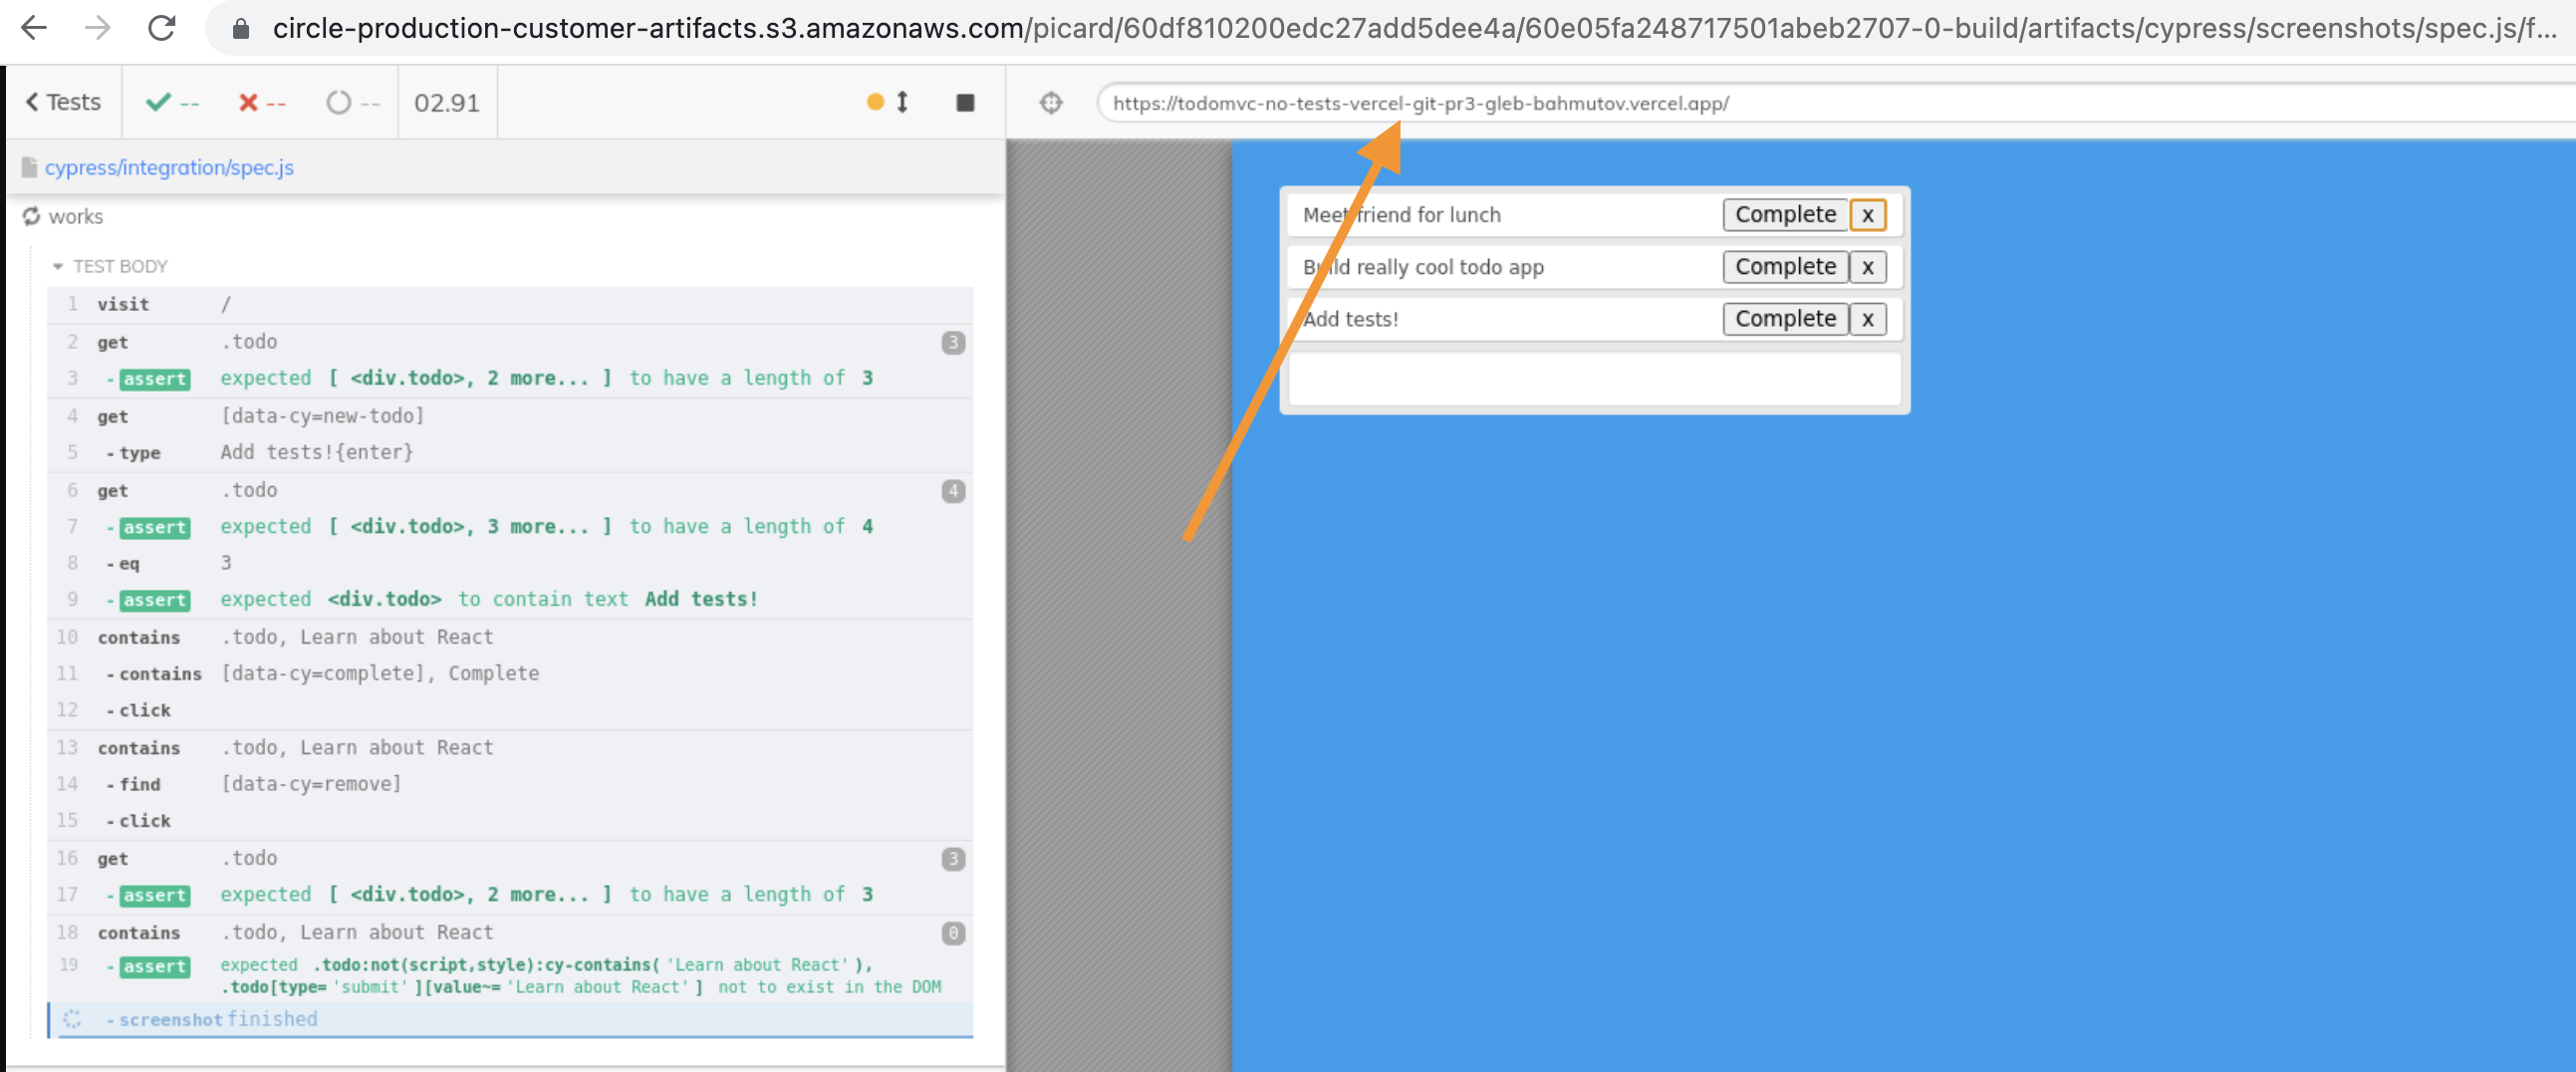 circle-production-customer-artifacts.s3.amazonaws.com/picard/60df810200edc27add5dee4a/60e05fa248717501abeb2707-0-build/artifacts/cypress/screenshots/spec.js/f...
Tests -- -- -- 02.91
https://todomvc-no-tests-vercel-git-pr3-gleb-bahmutov.vercel.app/
cypress/integration/spec.js
works
TEST BODY
1 visit /
2 get .todo 3
3 -assert expected [ <div.todo>, 2 more... ] to have a length of 3
4 get [data-cy=new-todo]
5 -type Add tests!{enter}
6 get .todo 4
7 -assert expected [ <div.todo>, 3 more... ] to have a length of 4
8 -eq 3
9 -assert expected <div.todo> to contain text Add tests!
10 contains .todo, Learn about React
11 -contains [data-cy=complete], Complete
12 -click
13 contains .todo, Learn about React
14 -find [data-cy=remove]
15 -click
16 get .todo 3
17 -assert expected [ <div.todo>, 2 more... ] to have a length of 3
18 contains .todo, Learn about React 0
19 -assert expected .todo:not(script,style):cy-contains('Learn about React'),
.todo[type='submit'][value~='Learn about React'] not to exist in the DOM
-screenshot finished
Meet friend for lunch Complete x
Build really cool todo app Complete x
Add tests! Complete x